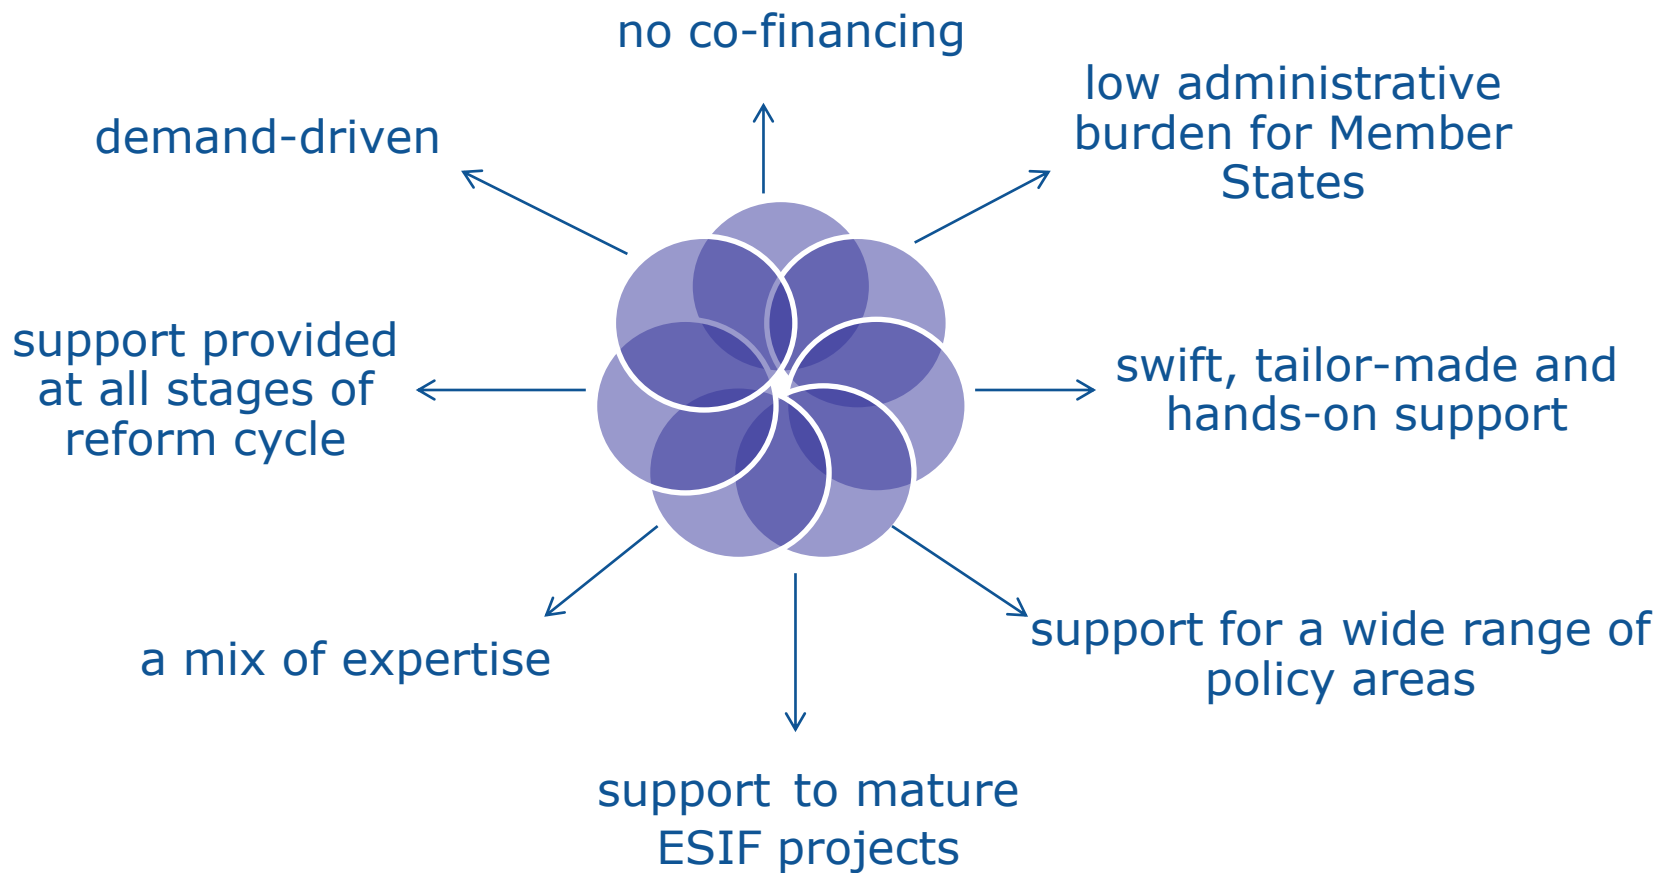 no co-financing
low administrative
burden for Member
States
demand-driven
support provided
at all stages of
reform cycle
swift, tailor-made and
hands-on support
a mix of expertise
support for a wide range of
policy areas
support to mature
ESIF projects